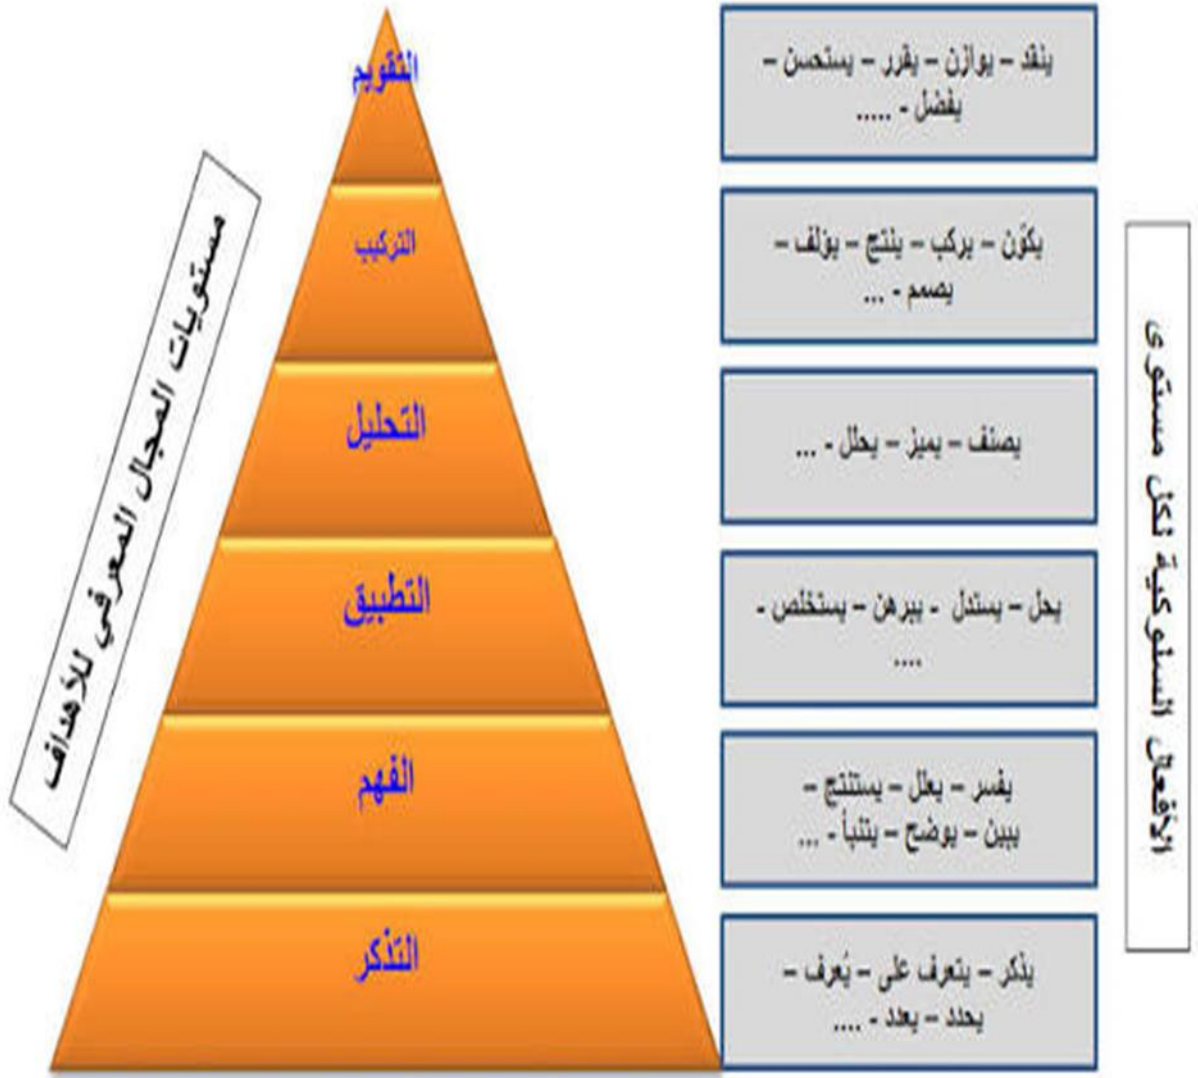 مستويات المجال المعرفي للأهداف
التقويم
ينقد – يوازن – يقرر – يستحسن –
يفضل - .....
التركيب
يكوّن – يركب – ينتج – يؤلف –
يصمم - ...
التحليل
يصنف – يميز – يحلل - ...
التطبيق
يحل – يستدل - يبرهن – يستخلص -
....
الفهم
يفسر – يعلل – يستنتج –
يبين – يوضح – يتنبأ - ...
التذكر
يذكر – يتعرف على – يُعرف –
يحدد – يعدد - ....
الأفعال السلوكية لكل مستوى